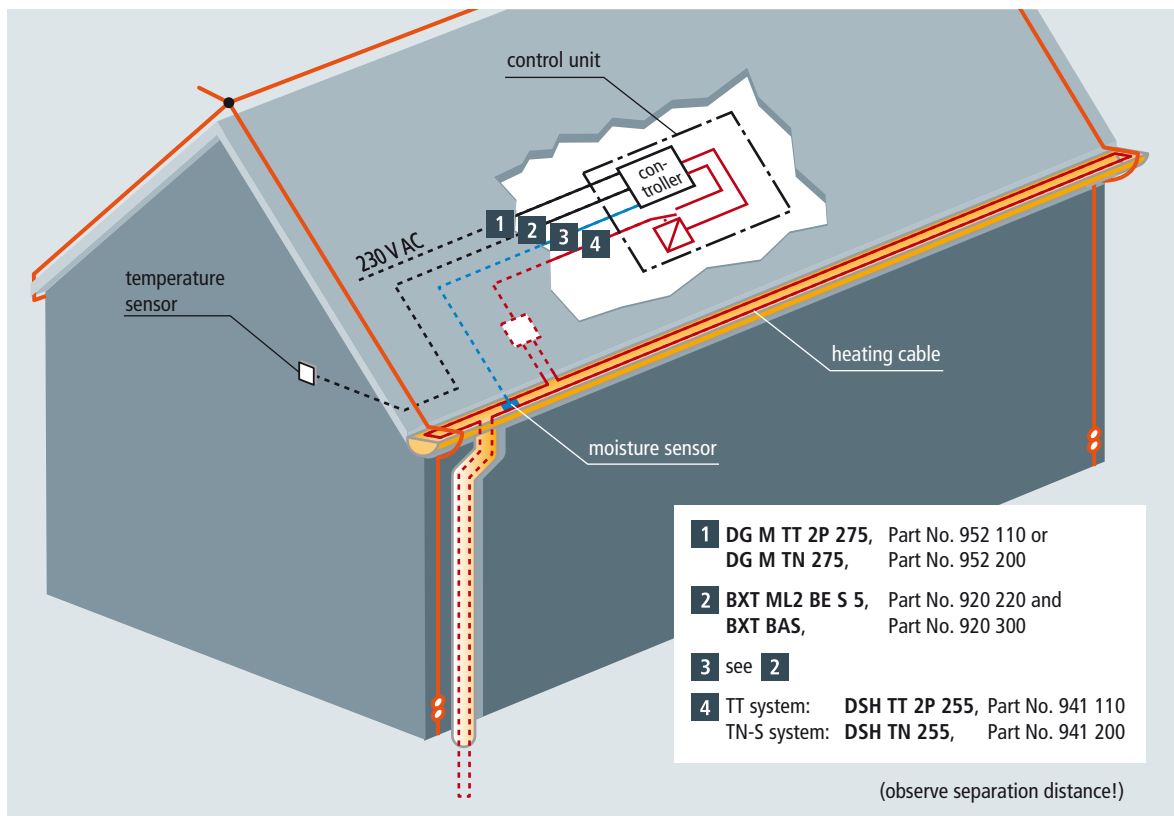 control unit
con-
troller
1
2
3
4
230 V AC
temperature
sensor
heating cable
moisture sensor
1 DG M TT 2P 275, Part No. 952 110 or
DG M TN 275, Part No. 952 200
2 BXT ML2 BE S 5, Part No. 920 220 and
BXT BAS, Part No. 920 300
3 see 2
4 TT system: DSH TT 2P 255, Part No. 941 110
TN-S system: DSH TN 255, Part No. 941 200
(observe separation distance!)